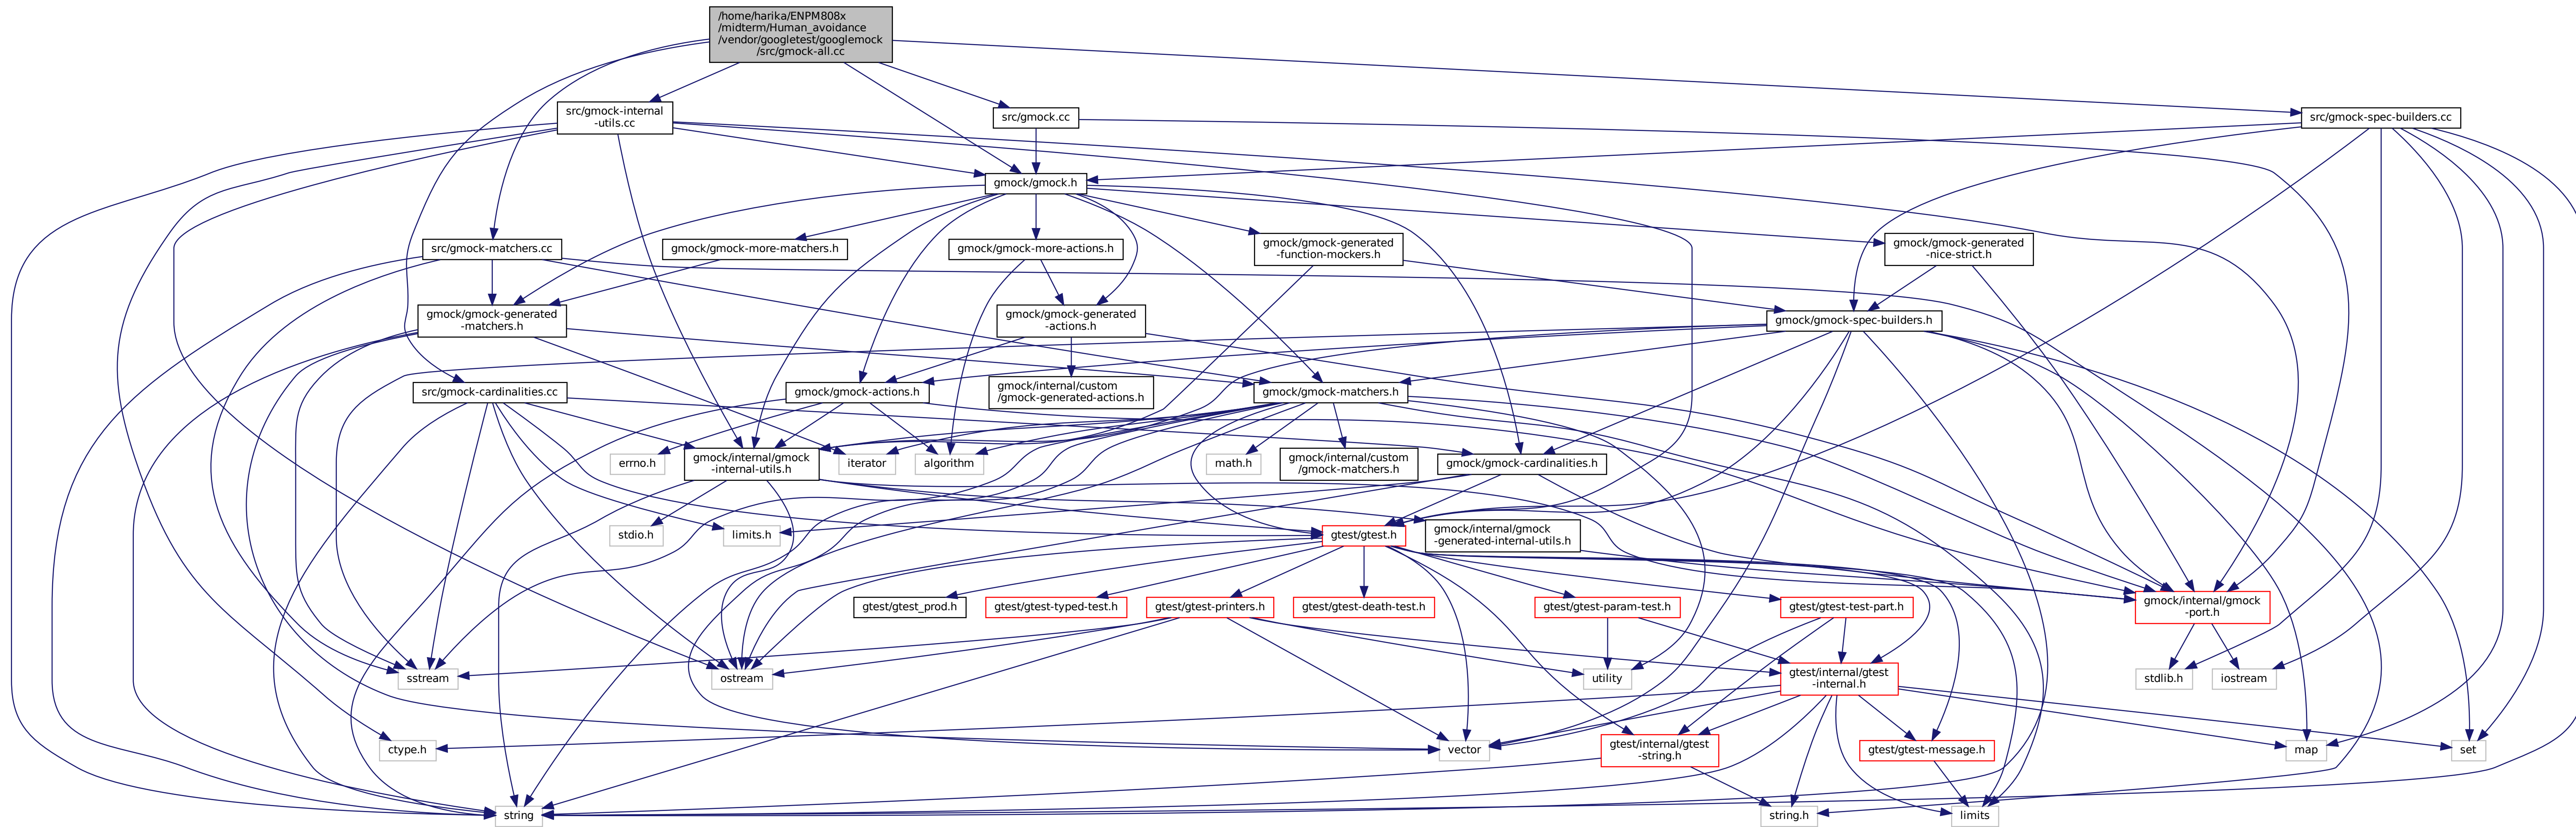 /home/harika/ENPM808x
/midterm/Human_avoidance
/vendor/googletest/googlemock
/src/gmock-all.cc
src/gmock-internal
-utils.cc
src/gmock.cc
src/gmock-spec-builders.cc
gmock/gmock.h
src/gmock-matchers.cc
gmock/gmock-more-matchers.h
gmock/gmock-more-actions.h
gmock/gmock-generated
-function-mockers.h
gmock/gmock-generated
-nice-strict.h
gmock/gmock-generated
-matchers.h
gmock/gmock-generated
-actions.h
gmock/gmock-spec-builders.h
src/gmock-cardinalities.cc
gmock/gmock-actions.h
gmock/internal/custom
/gmock-generated-actions.h
gmock/gmock-matchers.h
errno.h
gmock/internal/gmock
-internal-utils.h
iterator
algorithm
math.h
gmock/internal/custom
/gmock-matchers.h
gmock/gmock-cardinalities.h
stdio.h
limits.h
gtest/gtest.h
gmock/internal/gmock
-generated-internal-utils.h
gtest/gtest_prod.h
gtest/gtest-typed-test.h
gtest/gtest-printers.h
gtest/gtest-death-test.h
gtest/gtest-param-test.h
gtest/gtest-test-part.h
gmock/internal/gmock
-port.h
sstream
ostream
utility
gtest/internal/gtest
-internal.h
stdlib.h
iostream
ctype.h
vector
gtest/internal/gtest
-string.h
gtest/gtest-message.h
map
set
string
string.h
limits